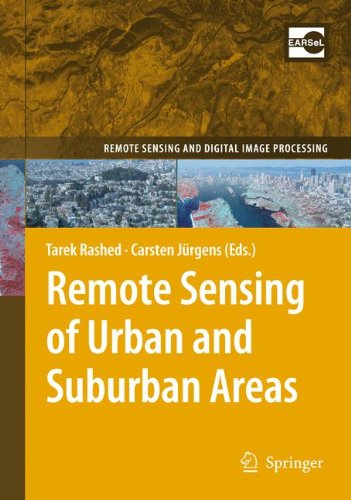 EARSeL
REMOTE SENSING AND DIGITAL IMAGE PROCESSING
Tarek Rashed · Carsten Jürgens (Eds.)
Remote Sensing
of Urban and
Suburban Areas
Springer